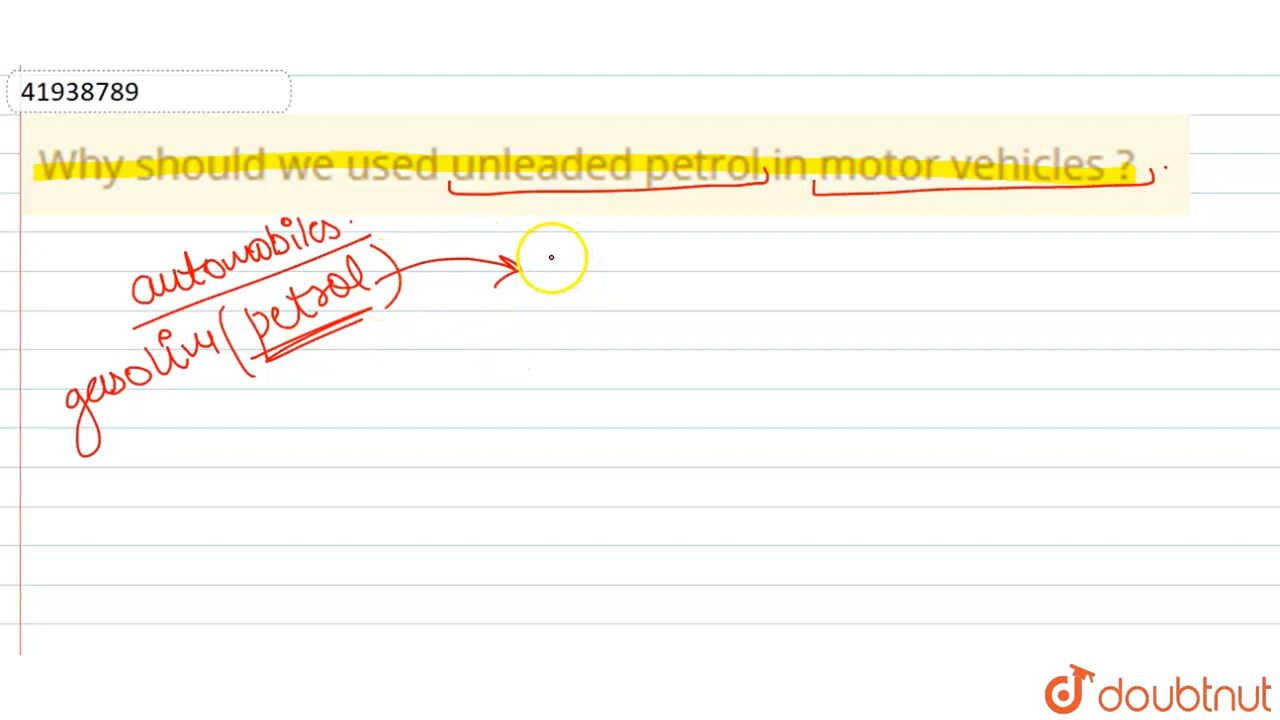 41938789
Why should we used unleaded petrol in motor vehicles ?
automobiles.
gasoline (petrol)
doubtnut